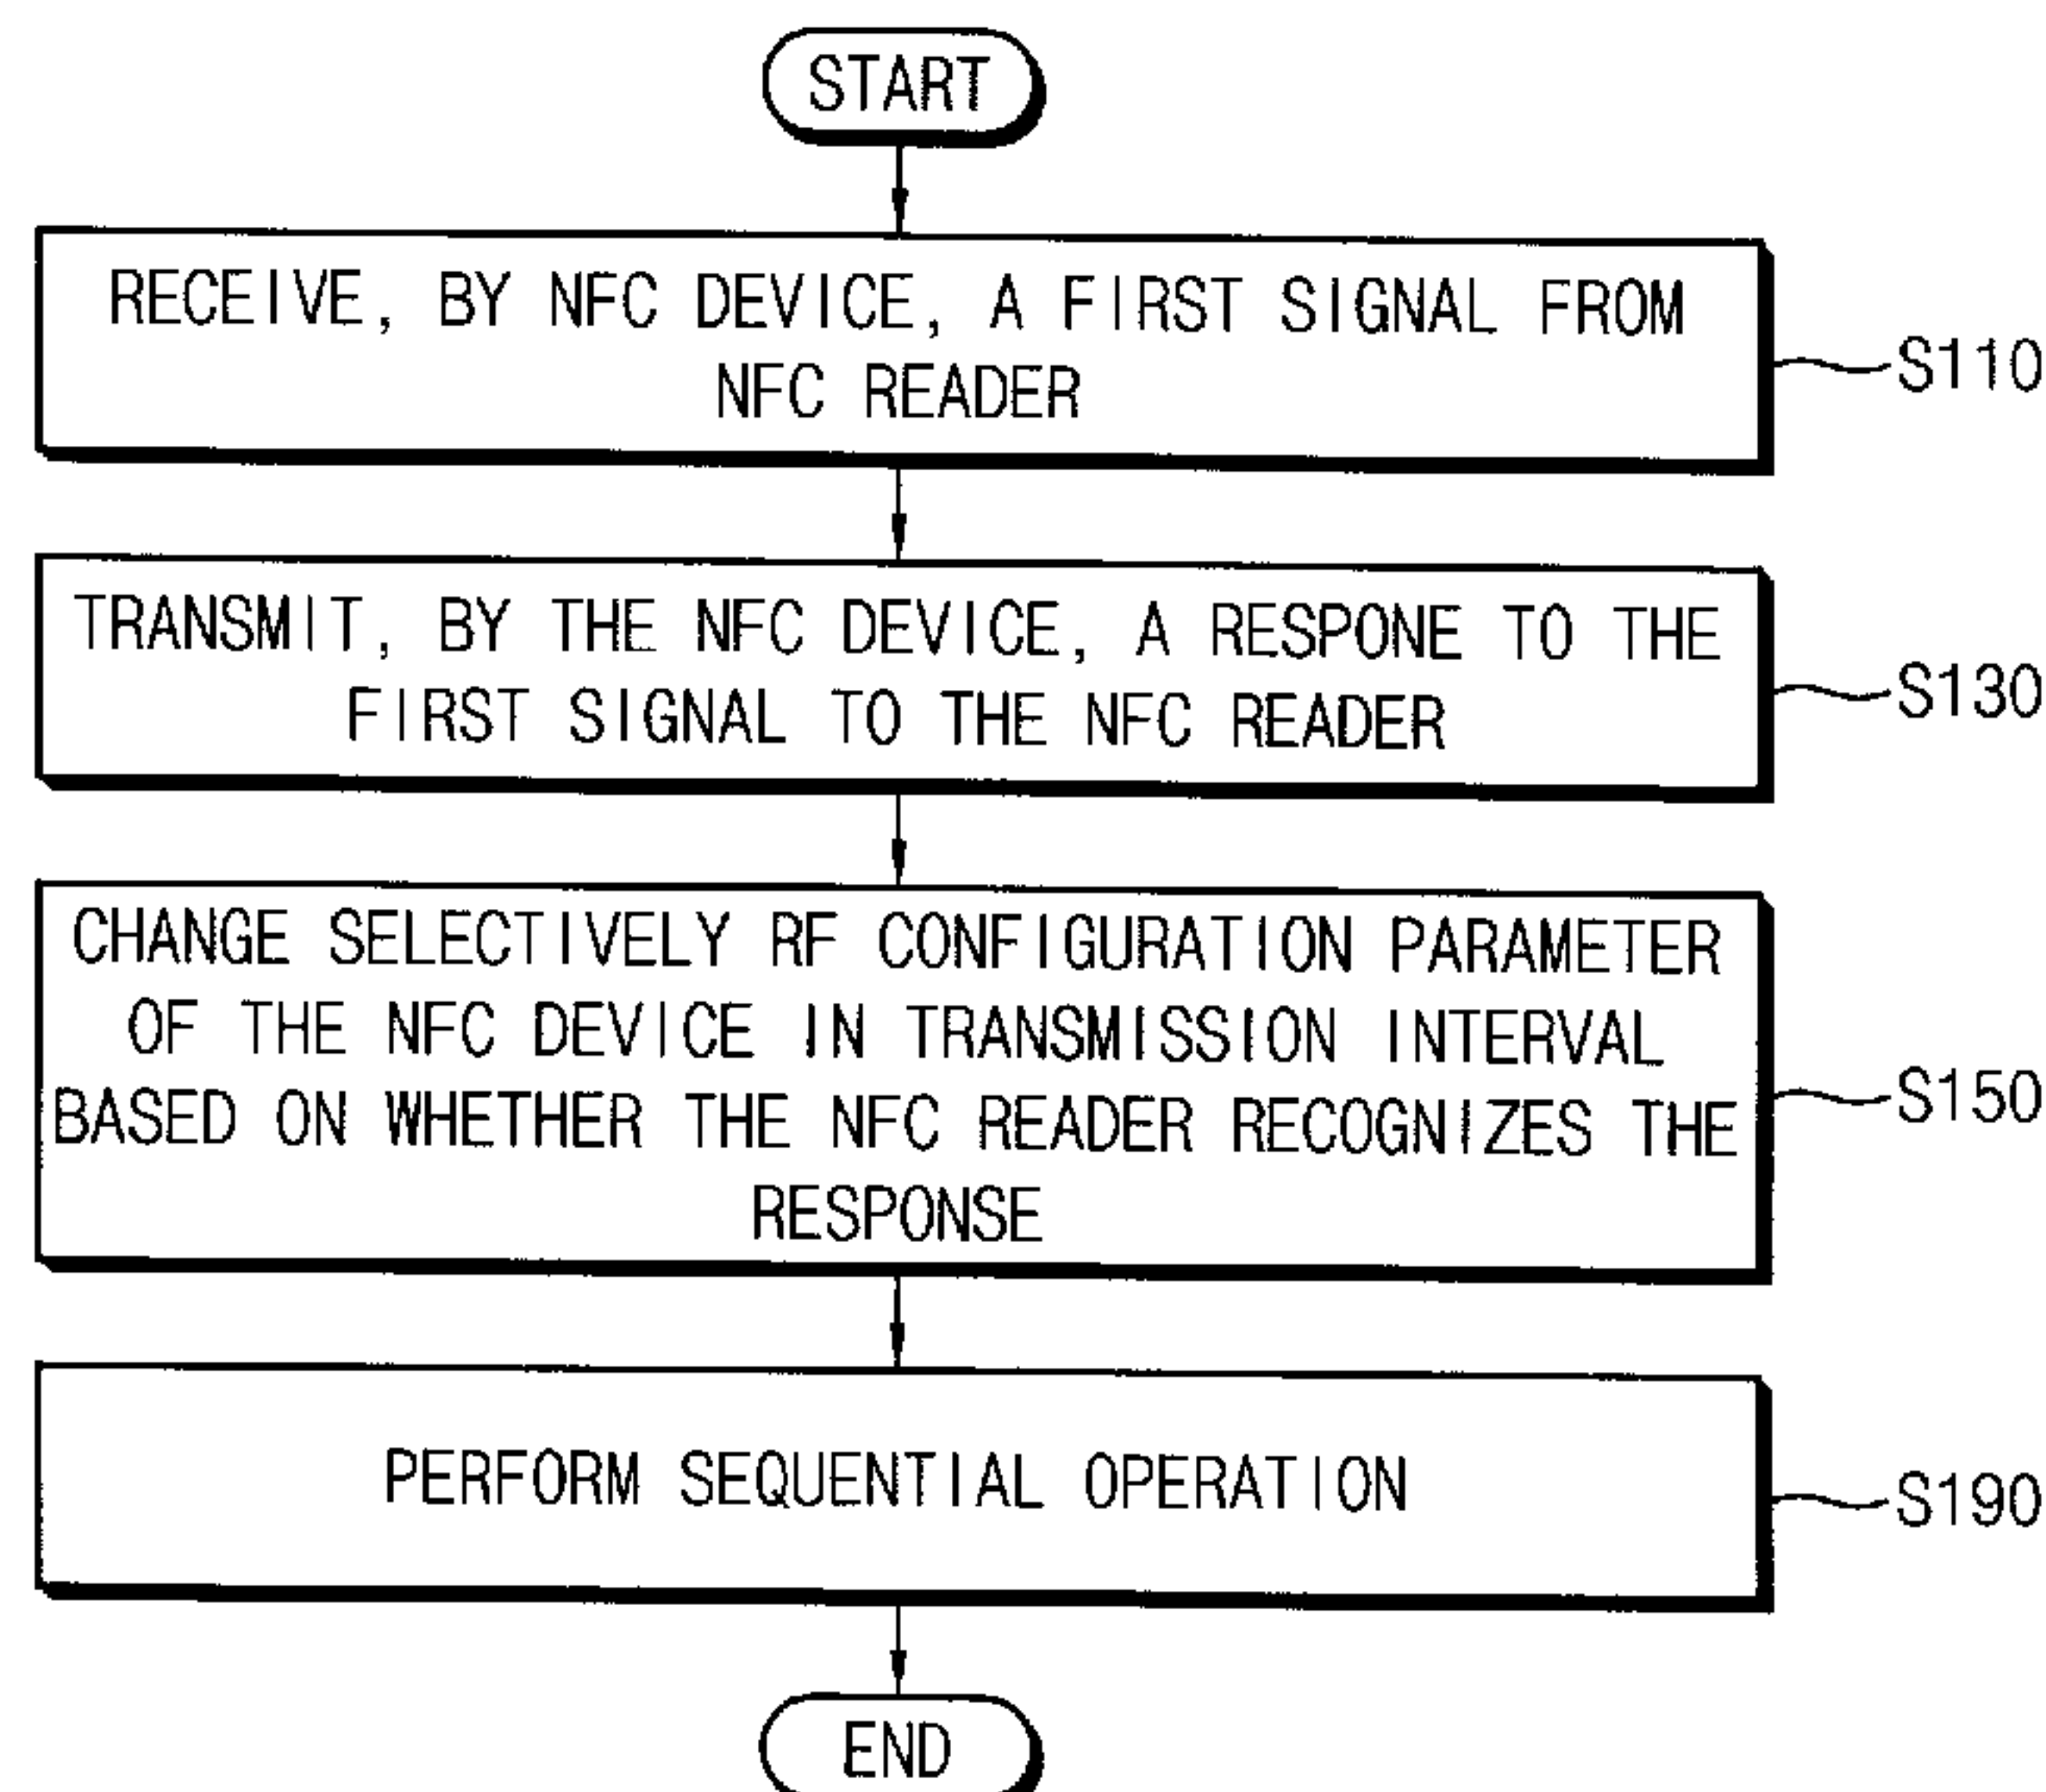 START
RECEIVE, BY NFC DEVICE, A FIRST SIGNAL FROM
NFC READER
S110
TRANSMIT, BY THE NFC DEVICE, A RESPONE TO THE
FIRST SIGNAL TO THE NFC READER
S130
CHANGE SELECTIVELY RF CONFIGURATION PARAMETER
OF THE NFC DEVICE IN TRANSMISSION INTERVAL
BASED ON WHETHER THE NFC READER RECOGNIZES THE
RESPONSE
S150
PERFORM SEQUENTIAL OPERATION
S190
END